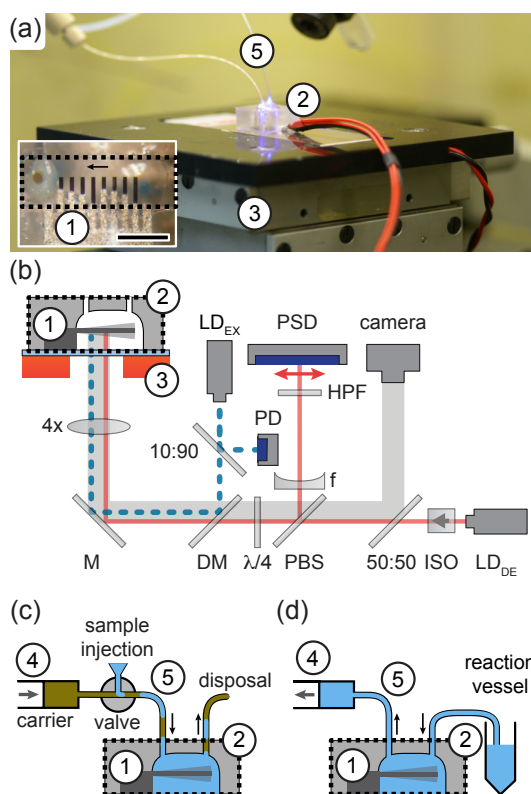 (a)
5
2
3
1
(b)
2
1
3
LD_EX
PSD
camera
HPF
4x
PD
10:90
f
M
DM
λ/4
PBS
50:50
ISO
LD_DE
(c)
(d)
sample
injection
4
5
disposal
carrier
valve
2
1
4
5
reaction
vessel
2
1